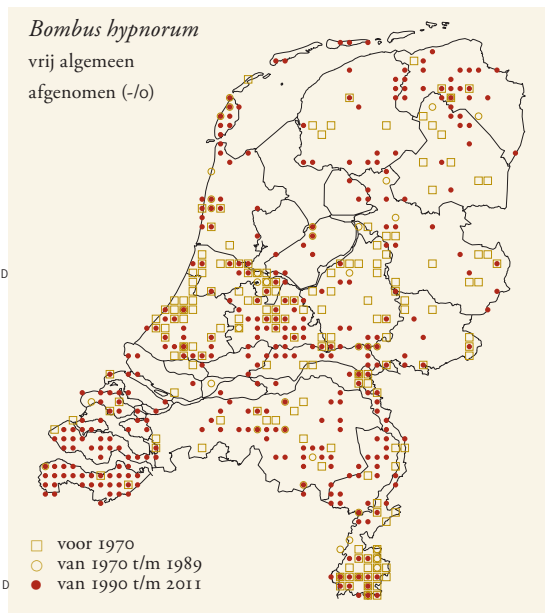 Bombus hypnorum
vrij algemeen
afgenomen (-/0)
D
voor 1970
van 1970 t/m 1989
van 1990 t/m 2011
D